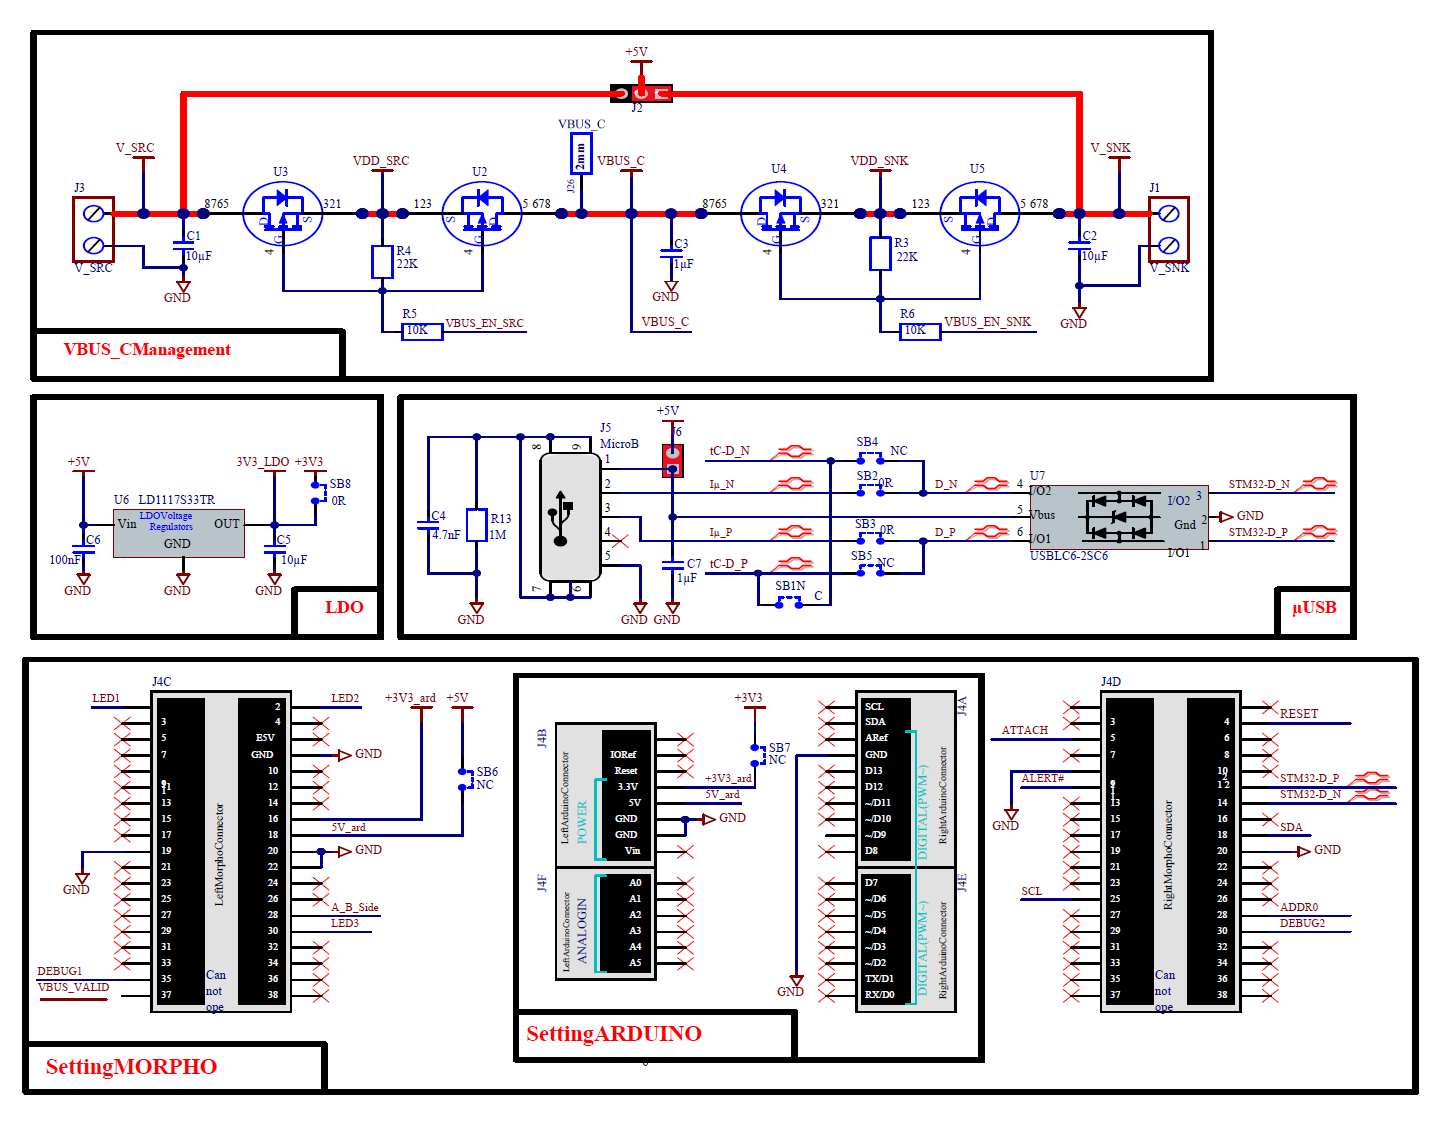 +5V
J2
VBUS_C
2mm
J26
V_SRC
VDD_SRC
VBUS_C
VDD_SNK
V_SNK
J3
U3
U2
U4
U5
J1
8765
321
123
5 678
8765
321
123
5 678
D
S
G
4
S
D
G
4
D
S
G
4
S
D
G
4
C1
10µF
R4
22K
C3
1µF
R3
22K
C2
10µF
V_SRC
V_SNK
GND
GND
GND
R5
10K
VBUS_EN_SRC
VBUS_C
R6
10K
VBUS_EN_SNK
VBUS_CManagement
+5V
3V3_LDO
+3V3
SB8
0R
U6
LD1117S33TR
LDOVoltage
Regulators
Vin
OUT
GND
C6
100nF
C5
10µF
GND
GND
GND
LDO
+5V
J6
J5
MicroB
8
9
1
2
3
4
5
7
6
C4
4.7nF
R13
1M
C7
1µF
GND
GND
GND
tC-D_N
Iµ_N
Iµ_P
tC-D_P
SB4
NC
SB2
0R
SB3
0R
SB5
NC
SB1N
C
D_N
D_P
U7
4
I/O2
5
Vbus
6
I/O1
I/O2
3
Gnd
2
I/O1
1
USBLC6-2SC6
STM32-D_N
GND
STM32-D_P
µUSB
J4C
LED1
LED2
2
3
4
5
E5V
7
GND
GND
10
9
11
12
13
14
15
16
17
18
19
20
21
22
23
24
25
26
27
28
29
30
31
32
33
34
35
36
37
38
+3V3_ard
+5V
SB6
NC
5V_ard
GND
GND
A_B_Side
LED3
LeftMorphoConnector
Can
not
ope
DEBUG1
VBUS_VALID
SettingMORPHO
J4B
LeftArduinoConnector
POWER
IORef
Reset
3.3V
5V
GND
GND
Vin
+3V3
SB7
NC
+3V3_ard
5V_ard
GND
J4F
LeftArduinoConnector
ANALOGIN
A0
A1
A2
A3
A4
A5
J4A
SCL
SDA
ARef
GND
D13
D12
~/D11
~/D10
~/D9
D8
DIGITAL(PWM~)
RightArduinoConnector
J4E
D7
~/D6
~/D5
~/D4
~/D3
~/D2
TX/D1
RX/D0
DIGITAL(PWM~)
RightArduinoConnector
GND
SettingARDUINO
J4D
ATTACH
ALERT#
GND
SCL
3
4
5
6
7
8
10
12
13
14
15
16
17
18
19
20
21
22
23
24
25
26
27
28
29
30
31
32
33
34
35
36
37
38
RightMorphoConnector
Can
not
ope
RESET
STM32-D_P
STM32-D_N
SDA
GND
ADDR0
DEBUG2